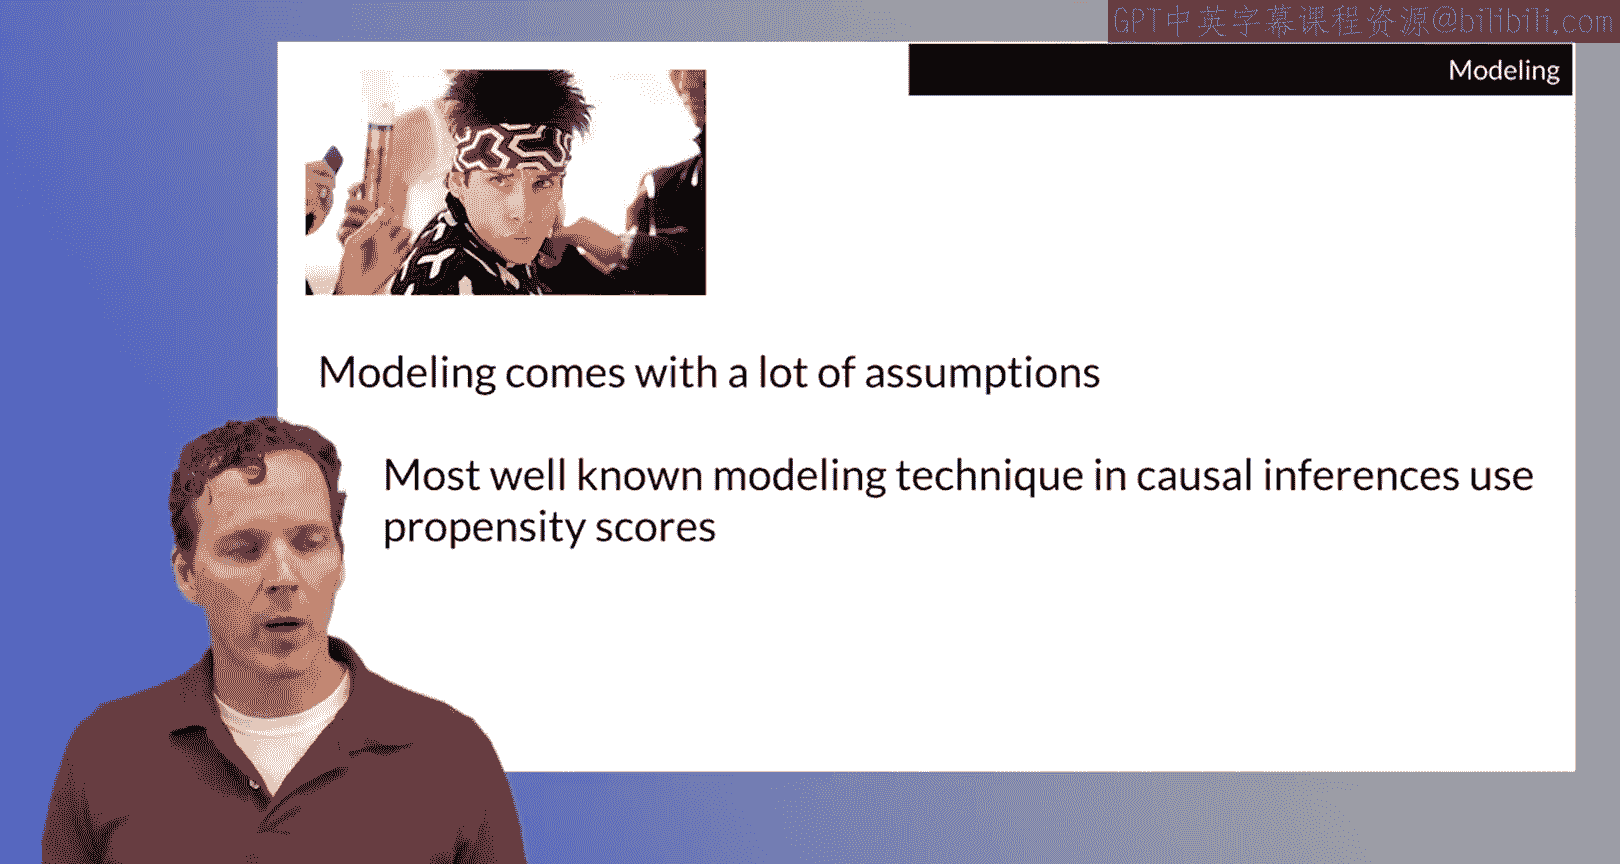 GPT中英字幕课程资源@bilibili.com
Modeling
Modeling comes with a lot of assumptions
Most well known modeling technique in causal inferences use
propensity scores